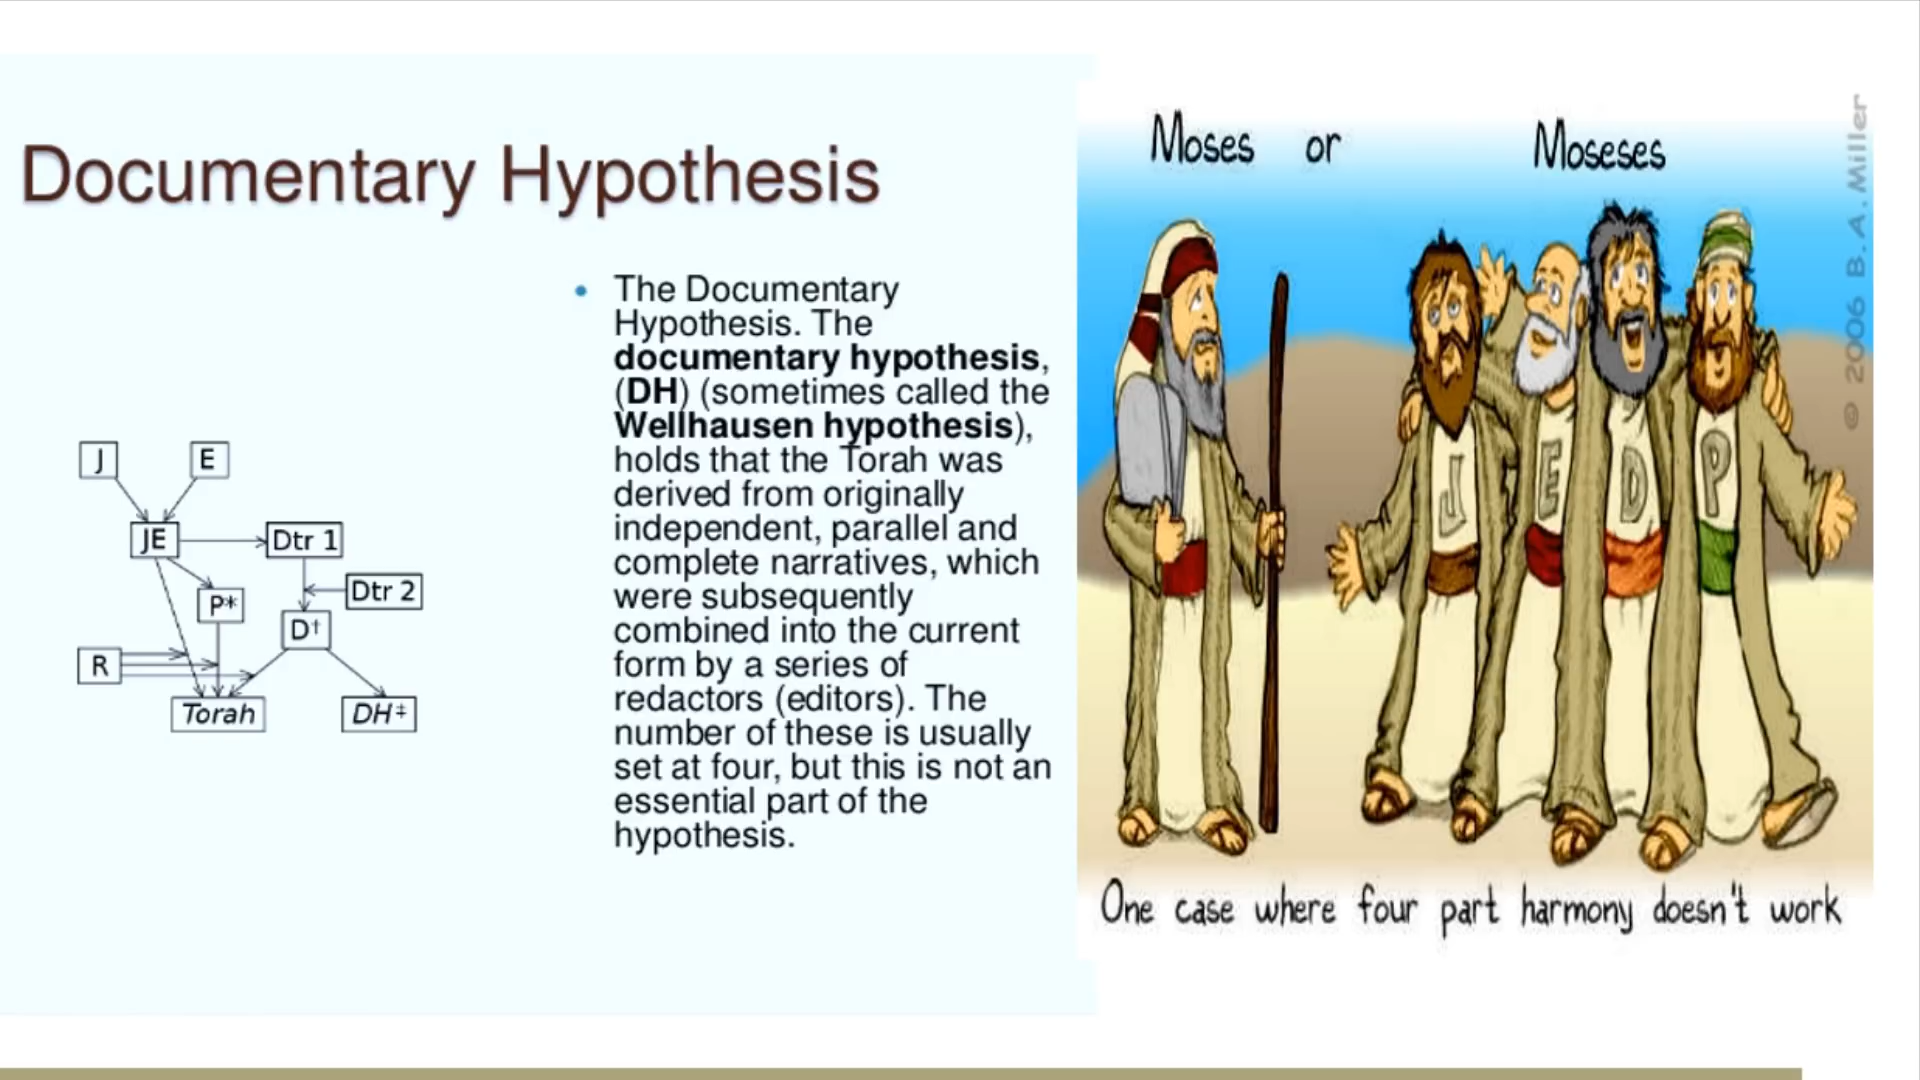 Documentary Hypothesis
J
E
JE
Dtr 1
Dtr 2
P*
D†
R
Torah
DH‡
• The Documentary
Hypothesis. The
documentary hypothesis,
(DH) (sometimes called the
Wellhausen hypothesis),
holds that the Torah was
derived from originally
independent, parallel and
complete narratives, which
were subsequently
combined into the current
form by a series of
redactors (editors). The
number of these is usually
set at four, but this is not an
essential part of the
hypothesis.
Moses or Moseses
J E D P
One case where four part harmony doesn't work
© 2006 B.A.Miller